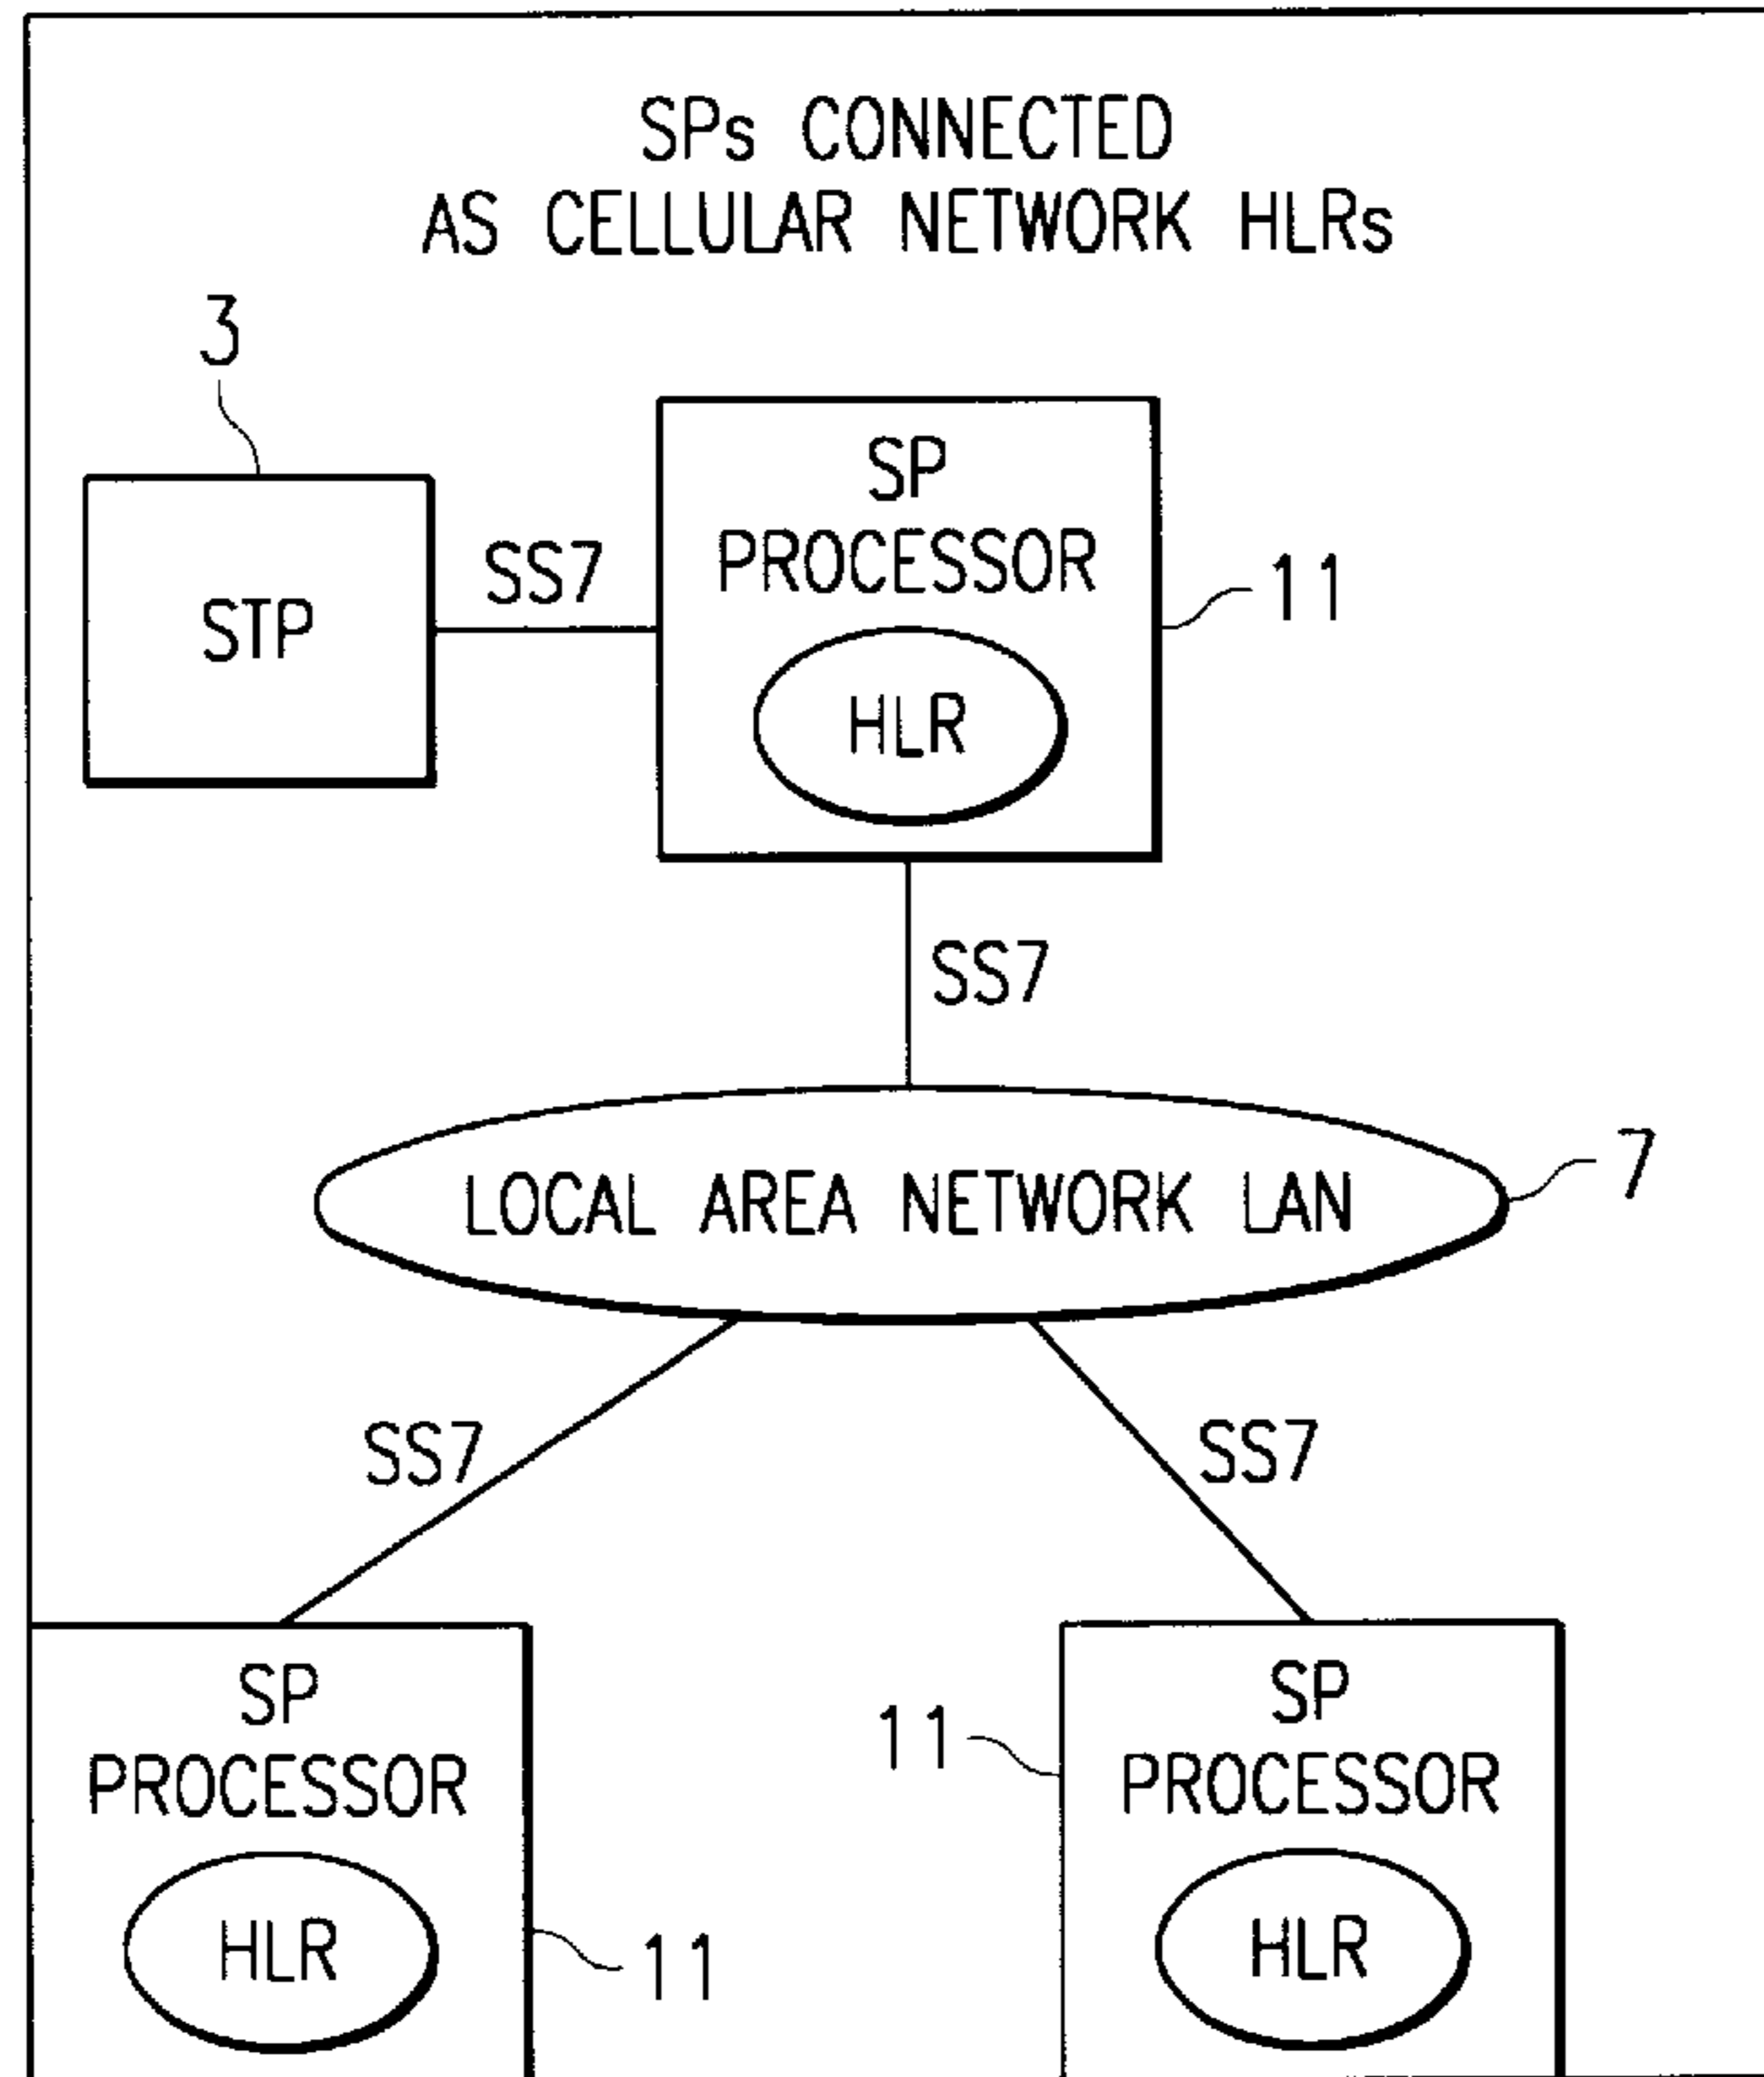 SPs CONNECTED
AS CELLULAR NETWORK HLRs
3
SP
PROCESSOR
11
SS7
STP
HLR
SS7
LOCAL AREA NETWORK LAN
7
SS7
SS7
SP
PROCESSOR
HLR
11
11
SP
PROCESSOR
HLR